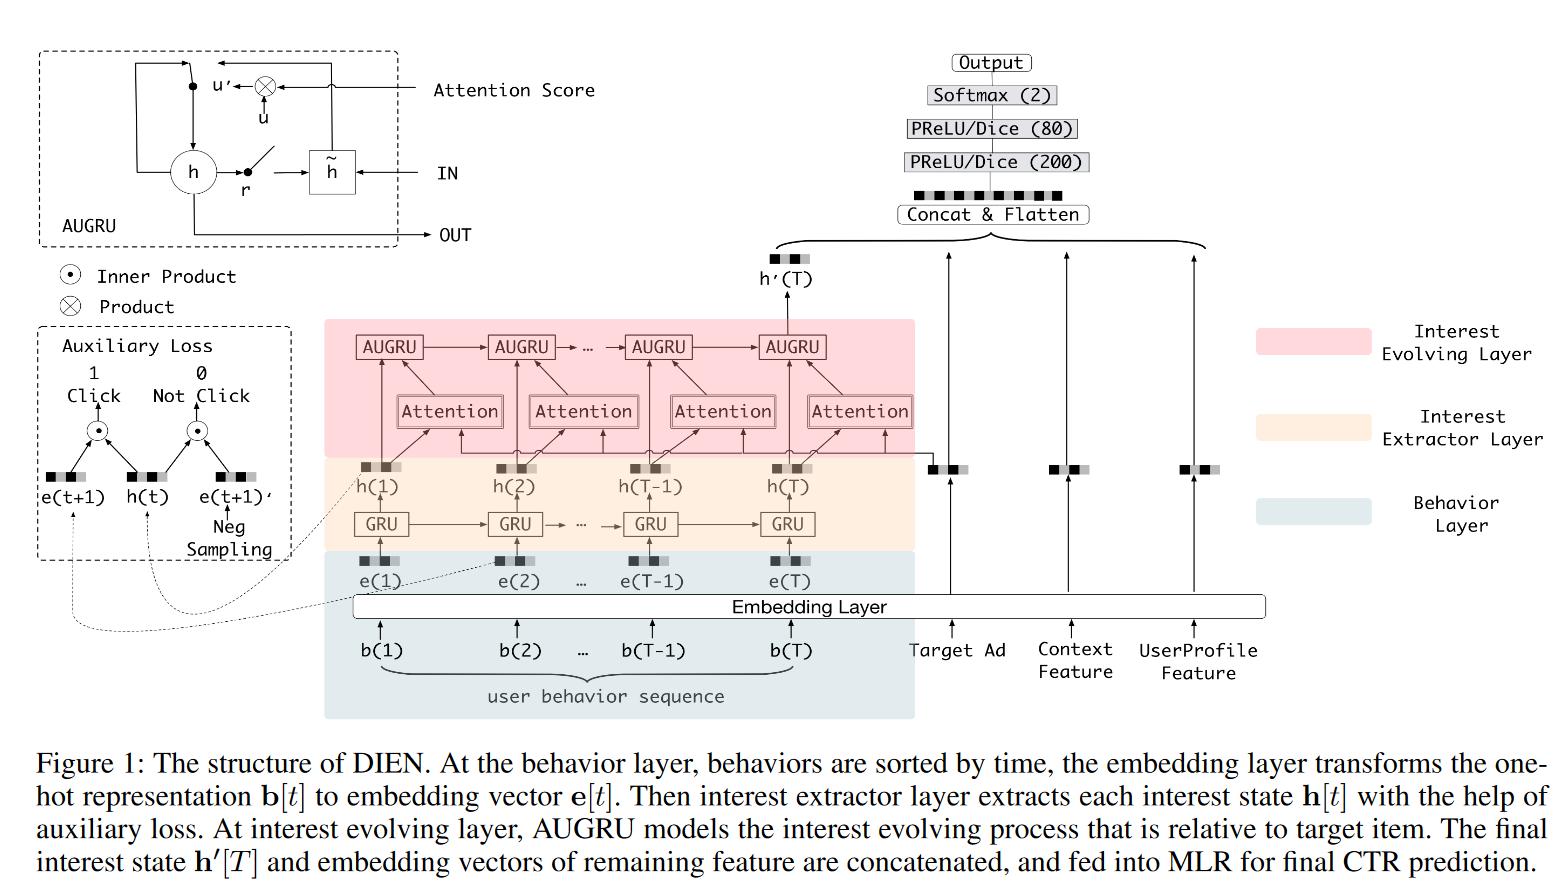 Output
Softmax (2)
PReLU/Dice (80)
PReLU/Dice (200)
Concat & Flatten
u′
u
Attention Score
h
r
h̃
IN
AUGRU
OUT
Inner Product
Product
h′(T)
Auxiliary Loss
1
0
Click
Not Click
e(t+1)
h(t)
e(t+1)′
Neg
Sampling
AUGRU
AUGRU
…
AUGRU
AUGRU
Attention
Attention
Attention
Attention
h(1)
h(2)
h(T-1)
h(T)
GRU
GRU
…
GRU
GRU
e(1)
e(2)
…
e(T-1)
e(T)
Embedding Layer
b(1)
b(2)
…
b(T-1)
b(T)
Target Ad
Context
Feature
UserProfile
Feature
user behavior sequence
Interest
Evolving Layer
Interest
Extractor Layer
Behavior
Layer
Figure 1: The structure of DIEN. At the behavior layer, behaviors are sorted by time, the embedding layer transforms the one-
hot representation b[t] to embedding vector e[t]. Then interest extractor layer extracts each interest state h[t] with the help of
auxiliary loss. At interest evolving layer, AUGRU models the interest evolving process that is relative to target item. The final
interest state h′[T] and embedding vectors of remaining feature are concatenated, and fed into MLR for final CTR prediction.